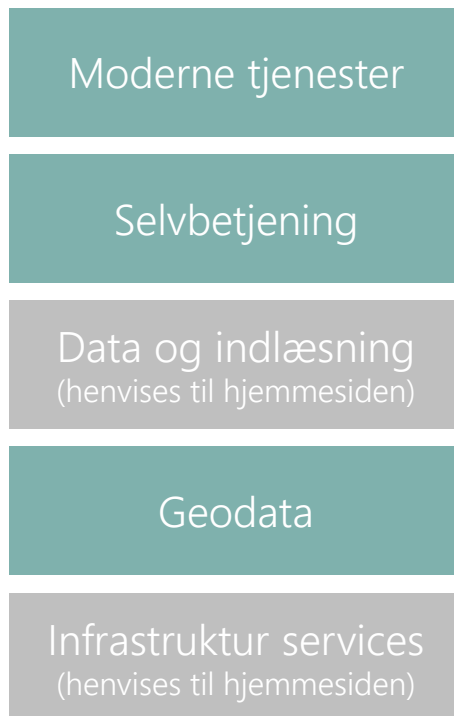 Moderne tjenester
Selvbetjening
Data og indlæsning
(henvises til hjemmesiden)
Geodata
Infrastruktur services
(henvises til hjemmesiden)